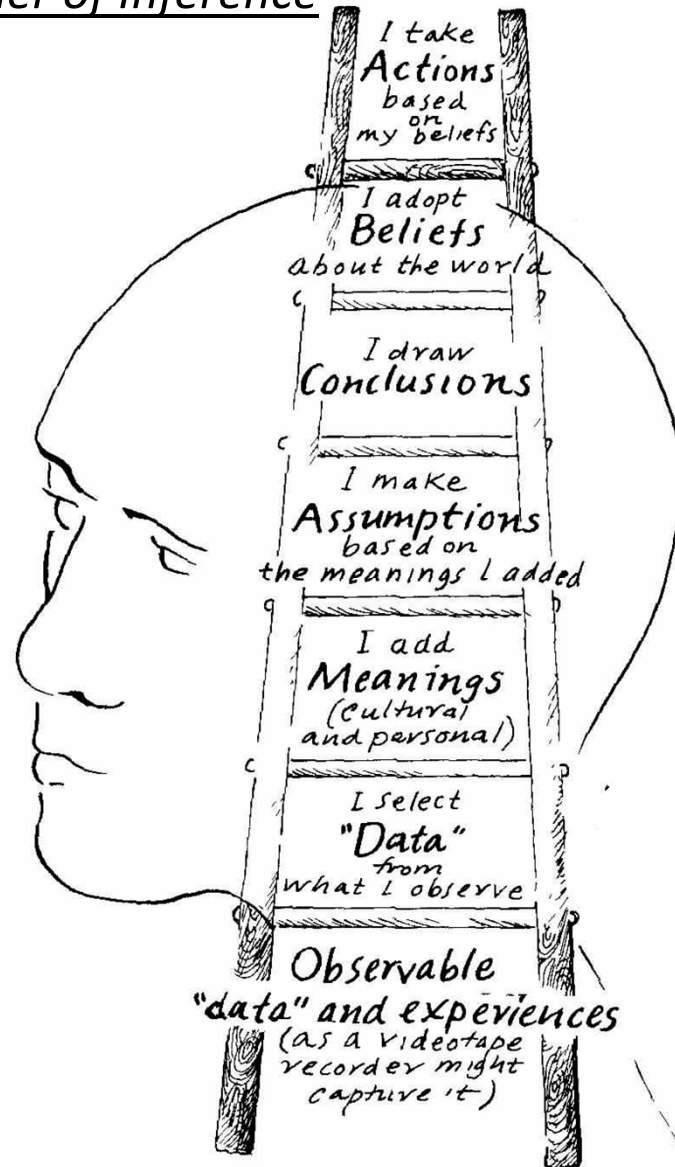 of Inference
I take
Actions
based
on
my beliefs
I adopt
Beliefs
about the world
I draw
Conclusions
I make
Assumptions
based on
the meanings I added
I add
Meanings
(cultural
and personal)
I select
"Data"
from
what I observe
Observable
"data" and experiences
(as a videotape
recorder might
capture it)